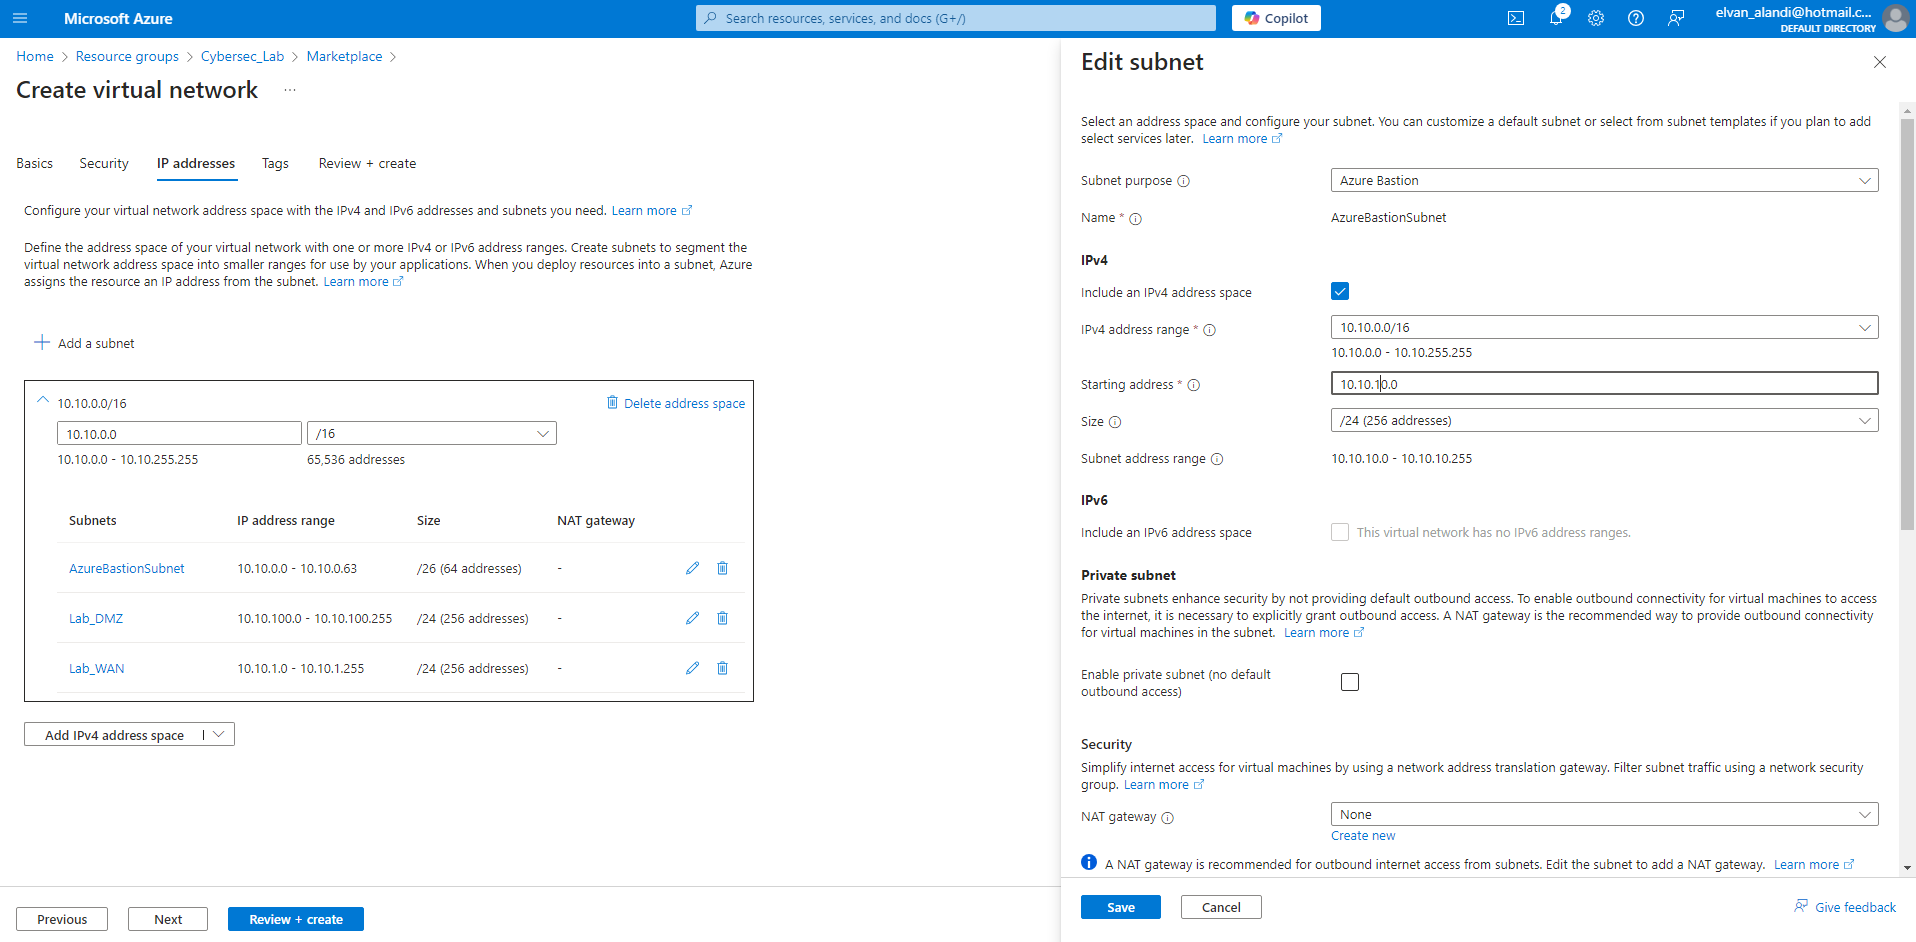 Microsoft Azure
Search resources, services, and docs (G+/)
Copilot
2
elvan_alandi@hotmail.c...
DEFAULT DIRECTORY
Home > Resource groups > Cybersec_Lab > Marketplace >
Create virtual network ...
Basics Security IP addresses Tags Review + create
Configure your virtual network address space with the IPv4 and IPv6 addresses and subnets you need. Learn more
Define the address space of your virtual network with one or more IPv4 or IPv6 address ranges. Create subnets to segment the
virtual network address space into smaller ranges for use by your applications. When you deploy resources into a subnet, Azure
assigns the resource an IP address from the subnet. Learn more
Add a subnet
10.10.0.0/16 Delete address space
10.10.0.0 /16
10.10.0.0 - 10.10.255.255 65,536 addresses
Subnets IP address range Size NAT gateway
AzureBastionSubnet 10.10.0.0 - 10.10.0.63 /26 (64 addresses) -
Lab_DMZ 10.10.100.0 - 10.10.100.255 /24 (256 addresses) -
Lab_WAN 10.10.1.0 - 10.10.1.255 /24 (256 addresses) -
Add IPv4 address space |
Previous Next Review + create
Edit subnet
Select an address space and configure your subnet. You can customize a default subnet or select from subnet templates if you plan to add
select services later. Learn more
Subnet purpose Azure Bastion
Name * AzureBastionSubnet
IPv4
Include an IPv4 address space
IPv4 address range * 10.10.0.0/16
10.10.0.0 - 10.10.255.255
Starting address * 10.10.10.0
Size /24 (256 addresses)
Subnet address range 10.10.10.0 - 10.10.10.255
IPv6
Include an IPv6 address space This virtual network has no IPv6 address ranges.
Private subnet
Private subnets enhance security by not providing default outbound access. To enable outbound connectivity for virtual machines to access
the internet, it is necessary to explicitly grant outbound access. A NAT gateway is the recommended way to provide outbound connectivity
for virtual machines in the subnet. Learn more
Enable private subnet (no default
outbound access)
Security
Simplify internet access for virtual machines by using a network address translation gateway. Filter subnet traffic using a network security
group. Learn more
NAT gateway None
Create new
A NAT gateway is recommended for outbound internet access from subnets. Edit the subnet to add a NAT gateway. Learn more
Save Cancel Give feedback